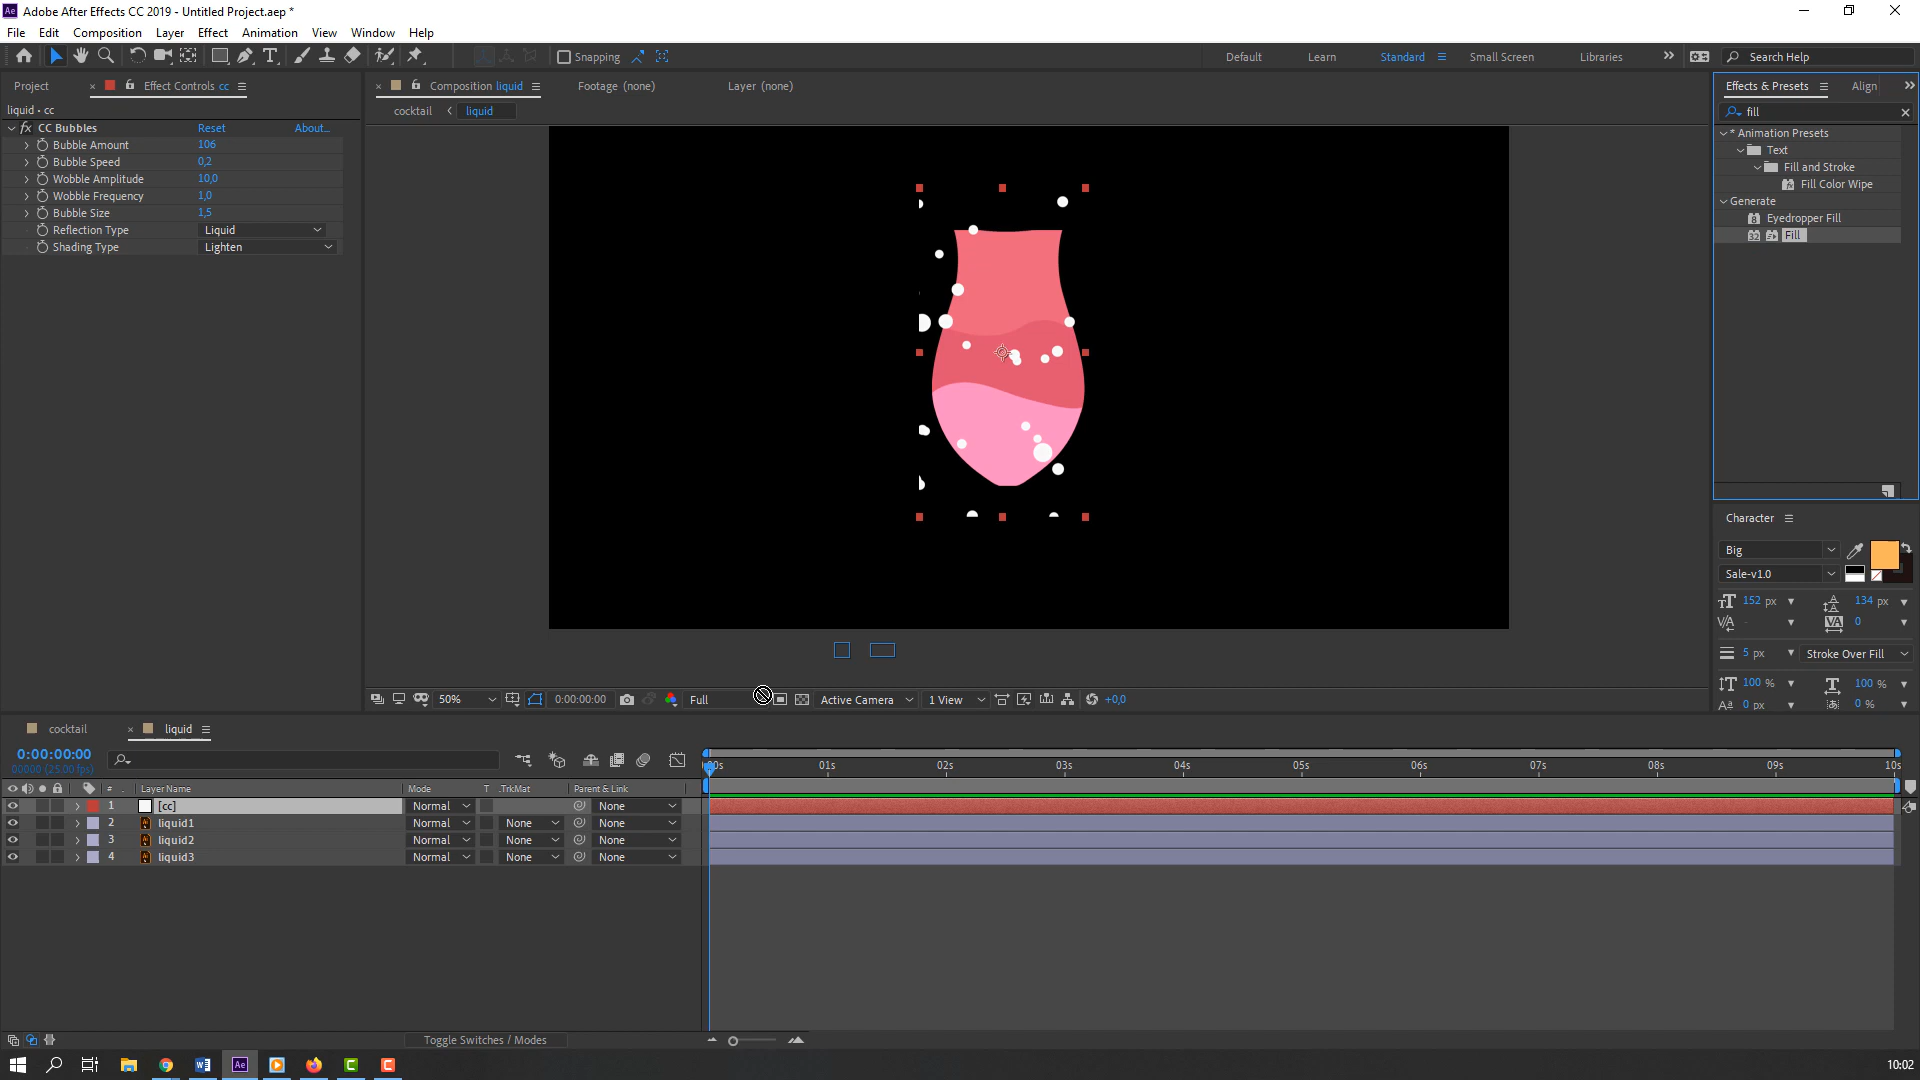 Adobe After Effects CC 2019 - Untitled Project.aep *
File Edit Composition Layer Effect Animation View Window Help
Snapping
Default Learn Standard Small Screen Libraries Search Help
Project Effect Controls cc
Composition liquid Footage (none) Layer (none)
Effects & Presets Align
liquid • cc
cocktail liquid
fill
CC Bubbles Reset About...
Bubble Amount 106
Bubble Speed 0,2
Wobble Amplitude 10,0
Wobble Frequency 1,0
Bubble Size 1,5
Reflection Type Liquid
Shading Type Lighten
* Animation Presets
Text
Fill and Stroke
Fill Color Wipe
Generate
Eyedropper Fill
32 Fill
Character
Big
Sale-v1.0
152 px 134 px
0
5 px Stroke Over Fill
100 % 100 %
0 px 0 %
50% 0:00:00:00 Full Active Camera 1 View +0,0
cocktail liquid
0:00:00:00
00000 (25.00 fps)
:00s 01s 02s 03s 04s 05s 06s 07s 08s 09s 10s
# Layer Name Mode T .TrkMat Parent & Link
1 [cc] Normal None
2 liquid1 Normal None None
3 liquid2 Normal None None
4 liquid3 Normal None None
Toggle Switches / Modes
10:02